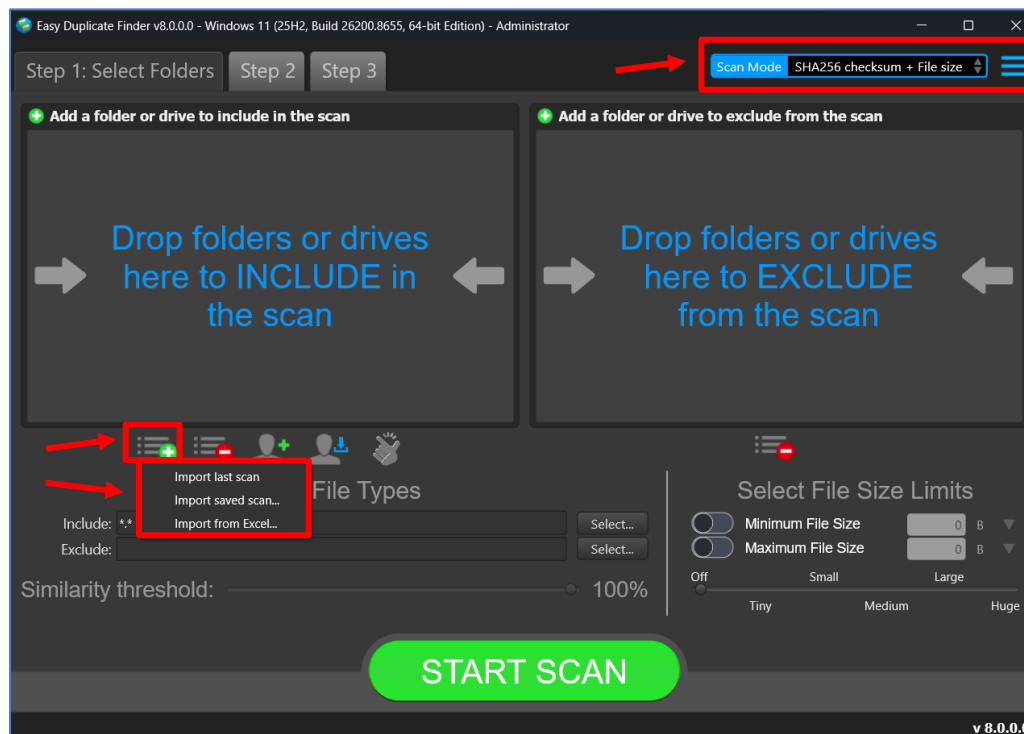 Easy Duplicate Finder v8.0.0.0 - Windows 11 (25H2, Build 26200.8655, 64-bit Edition) - Administrator
Step 1: Select Folders
Step 2
Step 3
Scan Mode
SHA256 checksum + File size
Add a folder or drive to include in the scan
Add a folder or drive to exclude from the scan
Drop folders or drives
here to INCLUDE in
the scan
Drop folders or drives
here to EXCLUDE
from the scan
Import last scan
Import saved scan...
Import from Excel...
File Types
Include: *.*
Select...
Exclude:
Select...
Similarity threshold:
100%
Select File Size Limits
Minimum File Size
0 B
Maximum File Size
0 B
Off
Small
Large
Tiny
Medium
Huge
START SCAN
v 8.0.0.0